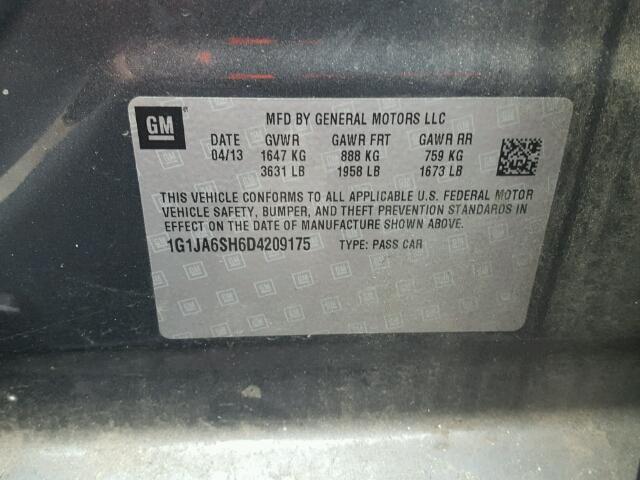 GM
MFD BY GENERAL MOTORS LLC
DATE GVWR GAWR FRT GAWR RR
04/13 1647 KG 888 KG 759 KG
3631 LB 1958 LB 1673 LB
THIS VEHICLE CONFORMS TO ALL APPLICABLE U.S. FEDERAL MOTOR
VEHICLE SAFETY, BUMPER, AND THEFT PREVENTION STANDARDS IN
EFFECT ON THE DATE OF MANUFACTURE SHOWN ABOVE.
1G1JA6SH6D4209175 TYPE: PASS CAR